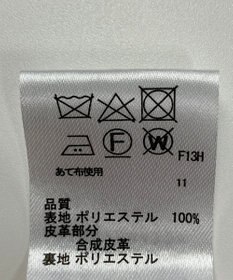 F
W
F13H
あて布使用
11
品質
表地 ポリエステル 100%
皮革部分
合成皮革
裏地 ポリエステル